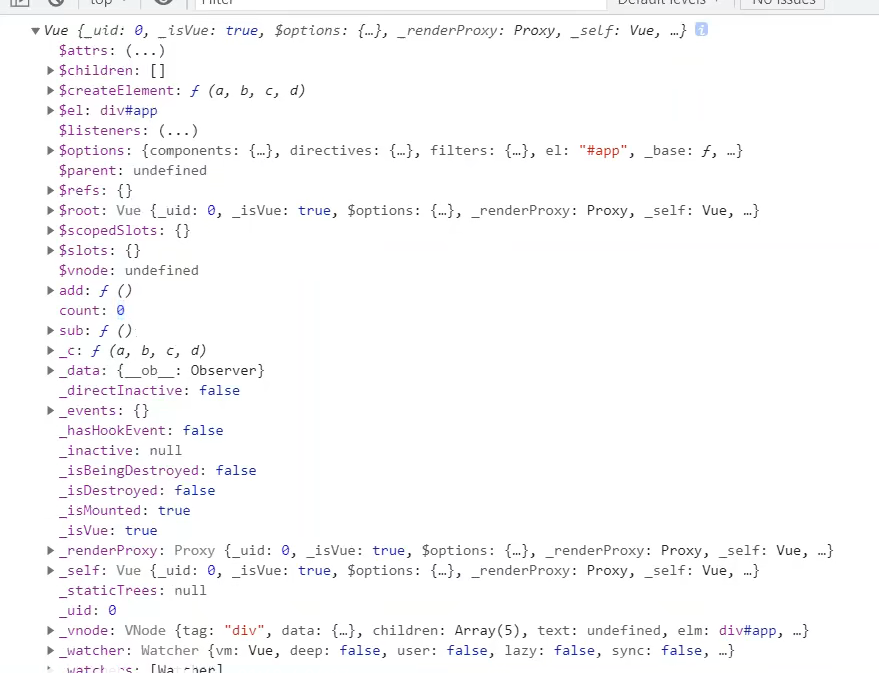 top
Filter
Default levels
No Issues
Vue {_uid: 0, _isVue: true, $options: {…}, _renderProxy: Proxy, _self: Vue, …} i
$attrs: (...)
$children: []
$createElement: ƒ (a, b, c, d)
$el: div#app
$listeners: (...)
$options: {components: {…}, directives: {…}, filters: {…}, el: "#app", _base: ƒ, …}
$parent: undefined
$refs: {}
$root: Vue {_uid: 0, _isVue: true, $options: {…}, _renderProxy: Proxy, _self: Vue, …}
$scopedSlots: {}
$slots: {}
$vnode: undefined
add: ƒ ()
count: 0
sub: ƒ ()
_c: ƒ (a, b, c, d)
_data: {__ob__: Observer}
_directInactive: false
_events: {}
_hasHookEvent: false
_inactive: null
_isBeingDestroyed: false
_isDestroyed: false
_isMounted: true
_isVue: true
_renderProxy: Proxy {_uid: 0, _isVue: true, $options: {…}, _renderProxy: Proxy, _self: Vue, …}
_self: Vue {_uid: 0, _isVue: true, $options: {…}, _renderProxy: Proxy, _self: Vue, …}
_staticTrees: null
_uid: 0
_vnode: VNode {tag: "div", data: {…}, children: Array(5), text: undefined, elm: div#app, …}
_watcher: Watcher {vm: Vue, deep: false, user: false, lazy: false, sync: false, …}
_watchers: [Watcher]